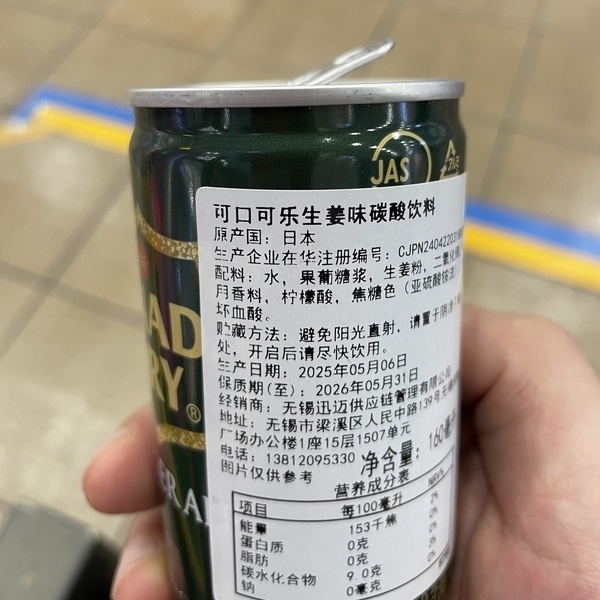 JAS
可口可乐生姜味碳酸饮料
原产国：日本
生产企业在华注册编号：CJPN2404220
配料：水，果葡糖浆，生姜粉，二氧化碳，
用香料，柠檬酸，焦糖色（亚硫酸铵法）
坏血酸。
贮藏方法：避免阳光直射，请置于阴凉干
处，开启后请尽快饮用。
生产日期：2025年05月06日
保质期(至)：2026年05月31日
经销商：无锡迅迈供应链管理有限公司
地址：无锡市梁溪区人民中路139号
广场办公楼1座15层1507单元
电话：13812095330
净含量：160毫升
图片仅供参考
营养成分表
项目 每100毫升 NRV%
能量 153千焦 2%
蛋白质 0克 0%
脂肪 0克 0%
碳水化合物 9.0克 3%
钠 0毫克 0%
AD
RY®
ERAL